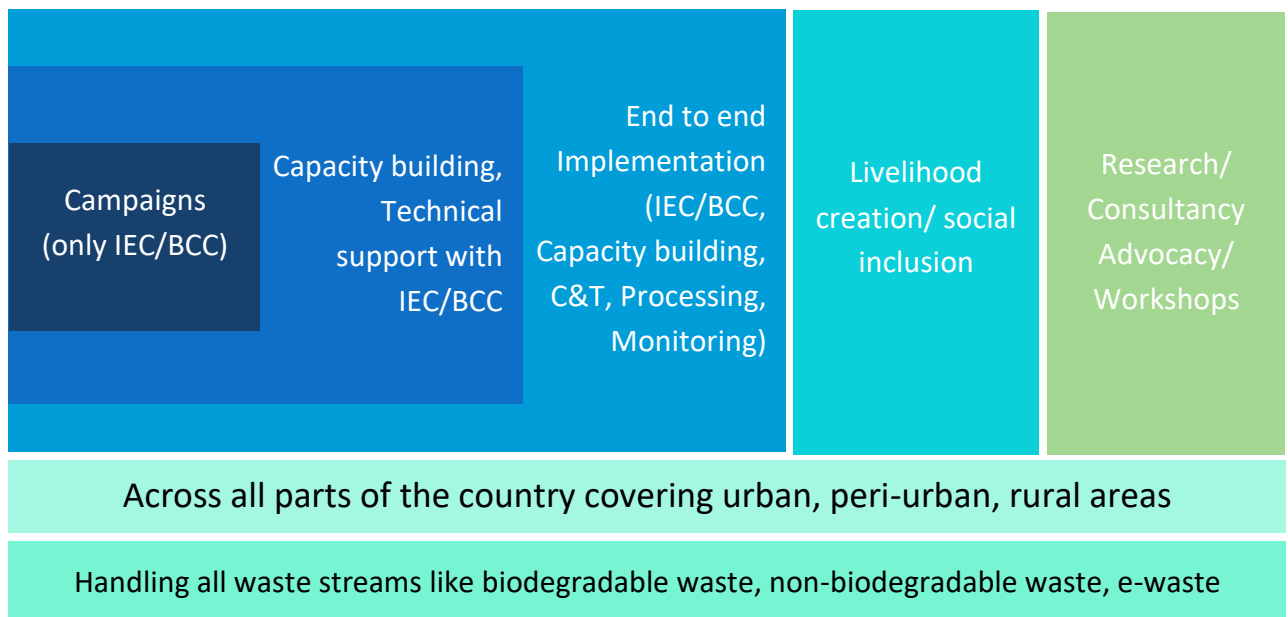 Campaigns
(only IEC/BCC)
Capacity building,
Technical
support with
IEC/BCC
End to end
Implementation
(IEC/BCC,
Capacity building,
C&T, Processing,
Monitoring)
Livelihood
creation/ social
inclusion
Research/
Consultancy
Advocacy/
Workshops
Across all parts of the country covering urban, peri-urban, rural areas
Handling all waste streams like biodegradable waste, non-biodegradable waste, e-waste